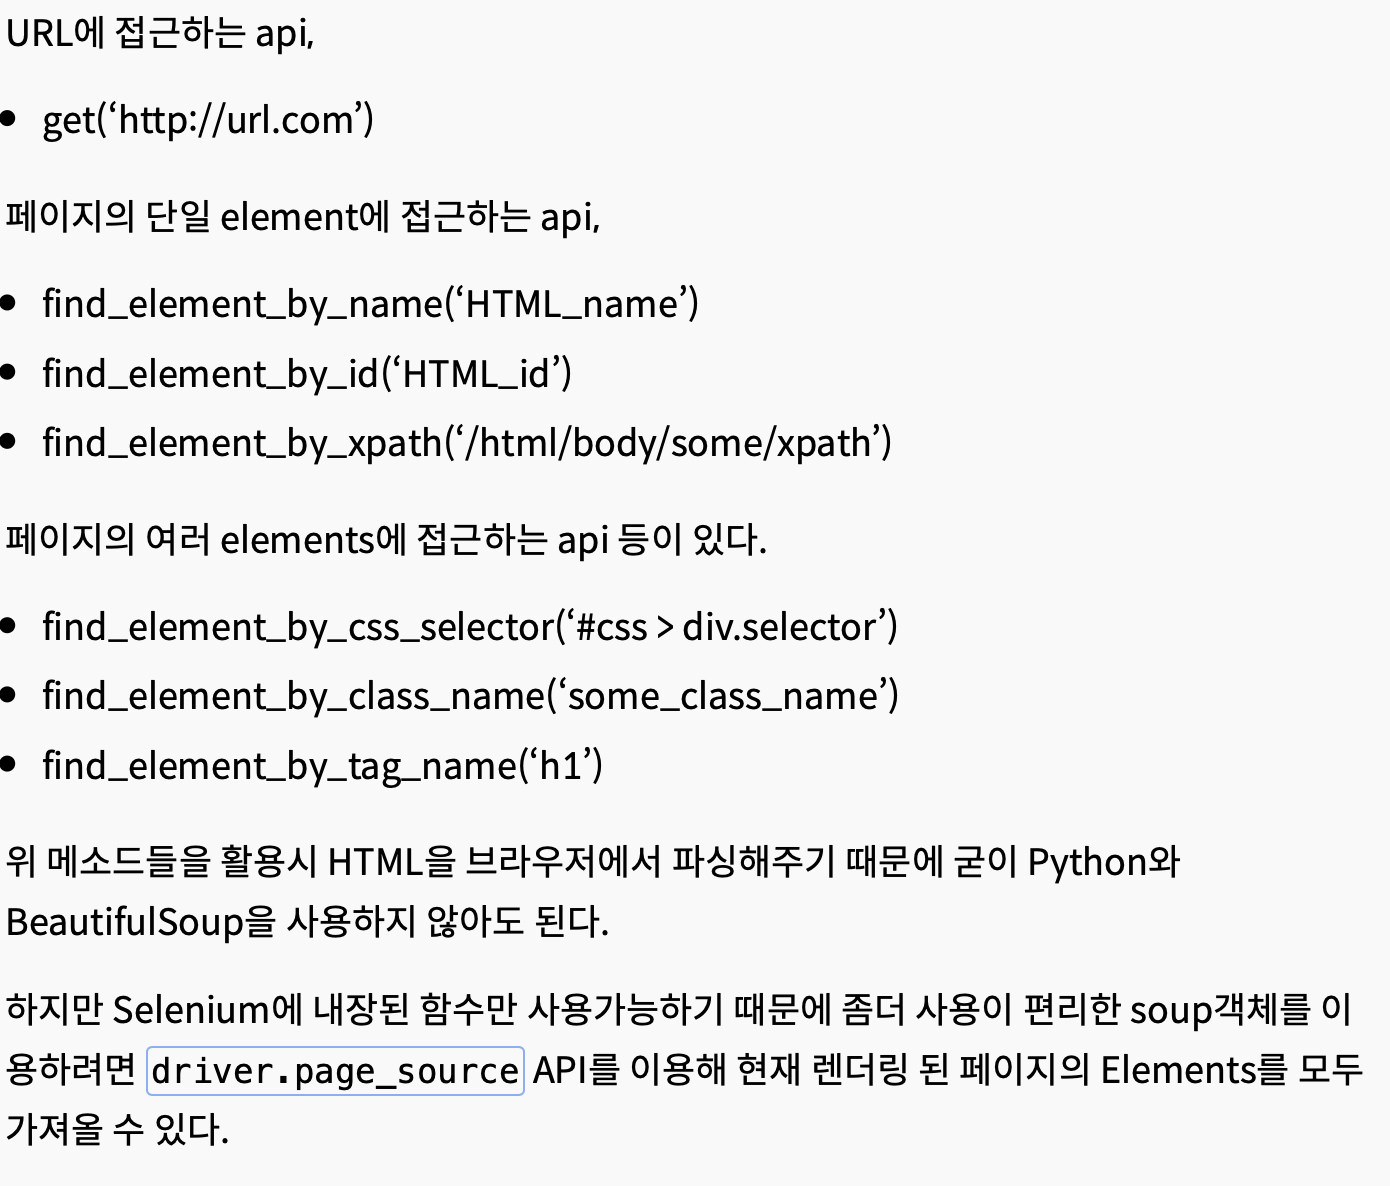 URL에 접근하는 api,
• get(‘http://url.com’)
페이지의 단일 element에 접근하는 api,
• find_element_by_name(‘HTML_name’)
• find_element_by_id(‘HTML_id’)
• find_element_by_xpath(‘/html/body/some/xpath’)
페이지의 여러 elements에 접근하는 api 등이 있다.
• find_element_by_css_selector(‘#css > div.selector’)
• find_element_by_class_name(‘some_class_name’)
• find_element_by_tag_name(‘h1’)
위 메소드들을 활용시 HTML을 브라우저에서 파싱해주기 때문에 굳이 Python와
BeautifulSoup을 사용하지 않아도 된다.
하지만 Selenium에 내장된 함수만 사용가능하기 때문에 좀더 사용이 편리한 soup객체를 이
용하려면 driver.page_source API를 이용해 현재 렌더링 된 페이지의 Elements를 모두
가져올 수 있다.